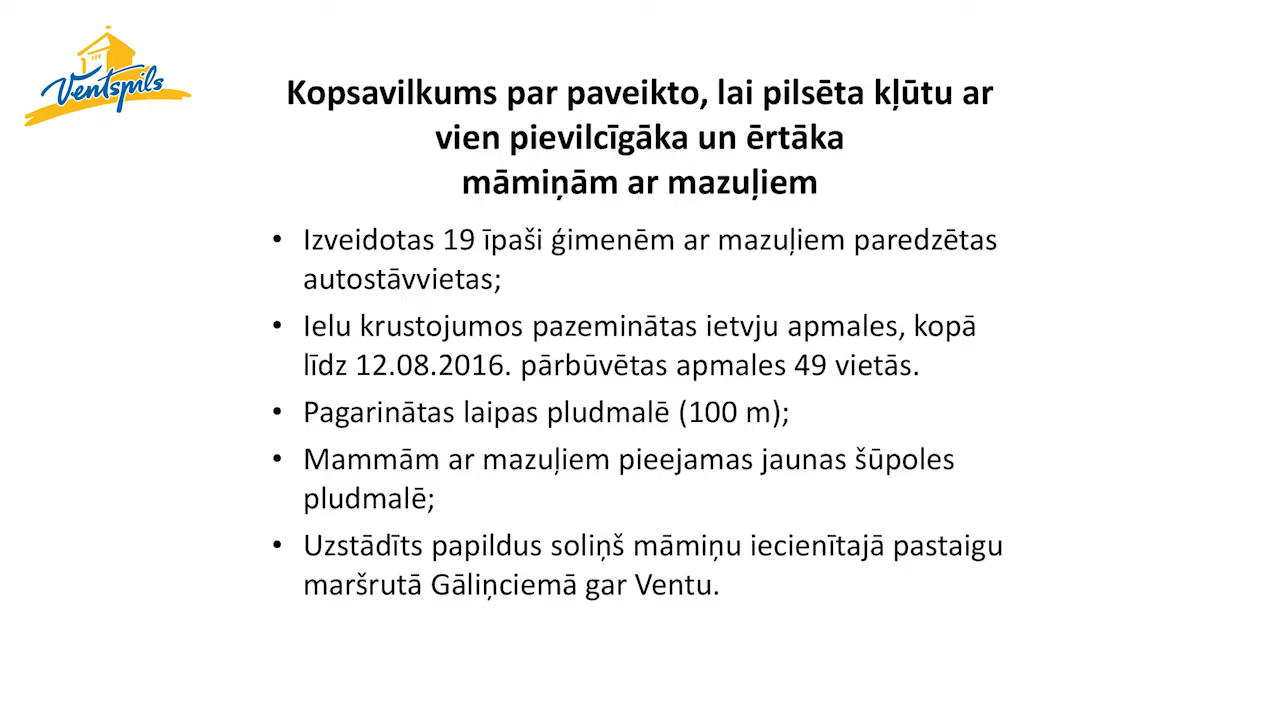 Ventspils
Kopsavilkums par paveikto, lai pilsēta kļūtu ar
vien pievilcīgāka un ērtāka
māmiņām ar mazuļiem
• Izveidotas 19 īpaši ģimenēm ar mazuļiem paredzētas
autostāvvietas;
• Ielu krustojumos pazeminātas ietvju apmales, kopā
līdz 12.08.2016. pārbūvētas apmales 49 vietās.
• Pagarinātas laipas pludmalē (100 m);
• Mammām ar mazuļiem pieejamas jaunas šūpoles
pludmalē;
• Uzstādīts papildus soliņš māmiņu iecienītajā pastaigu
maršrutā Gāliņciemā gar Ventu.